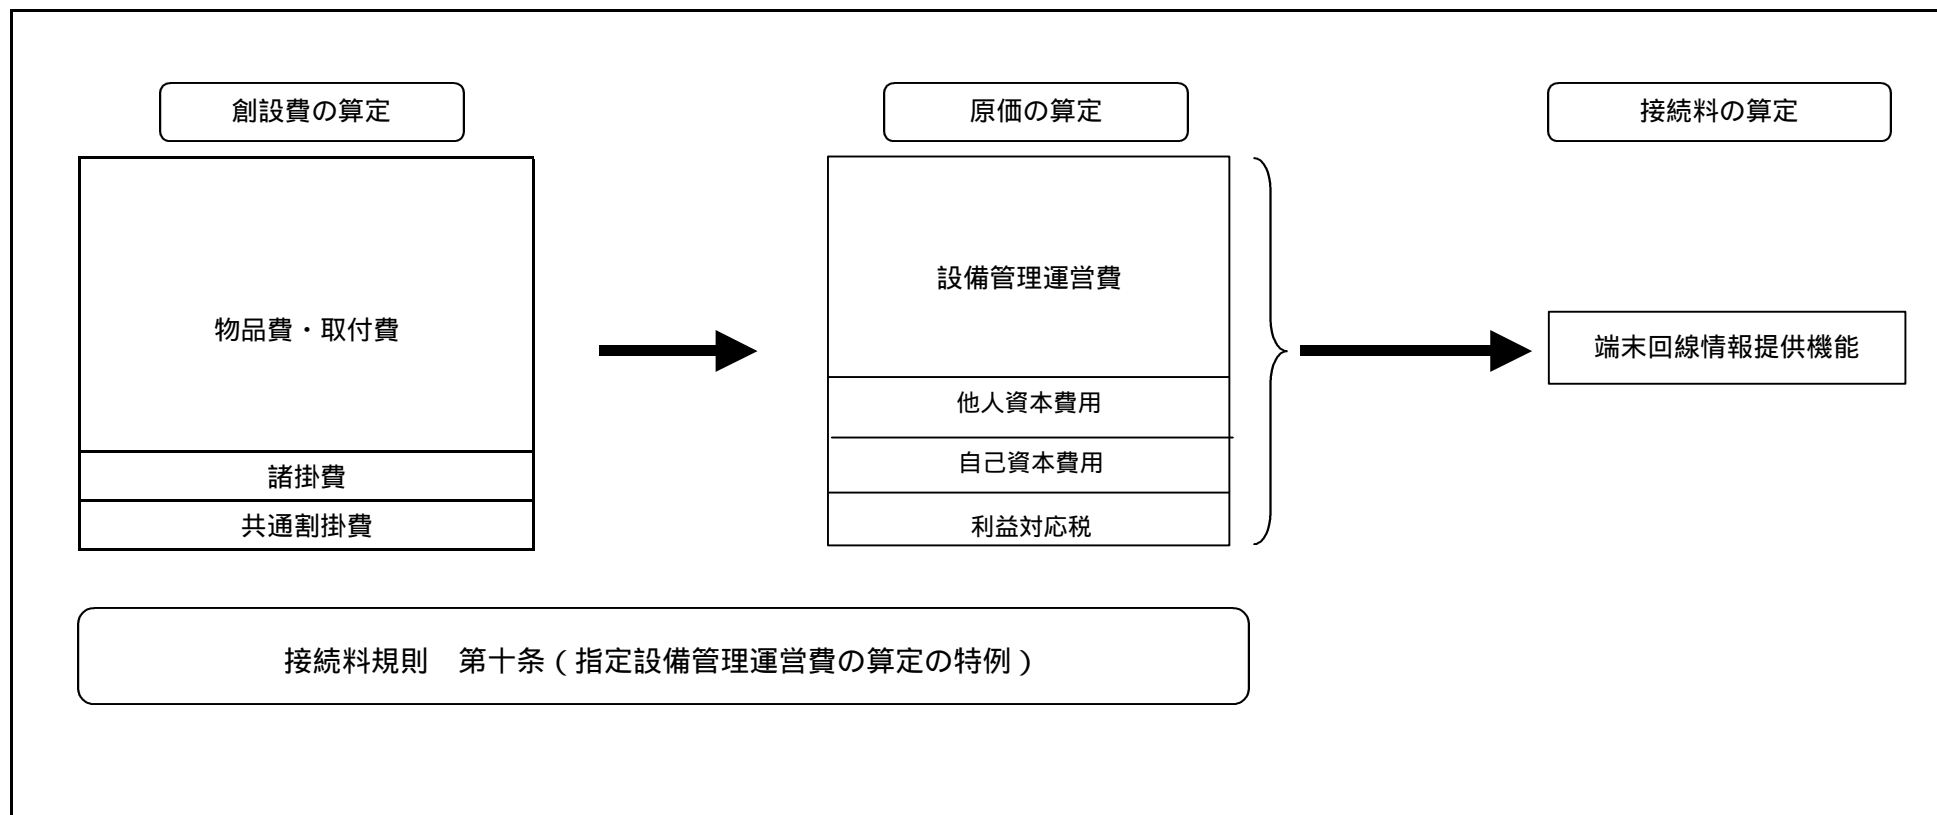 創設費の算定
原価の算定
接続料の算定
物品費・取付費
諸掛費
共通割掛費
設備管理運営費
他人資本費用
自己資本費用
利益対応税
端末回線情報提供機能
接続料規則　第十条（指定設備管理運営費の算定の特例）